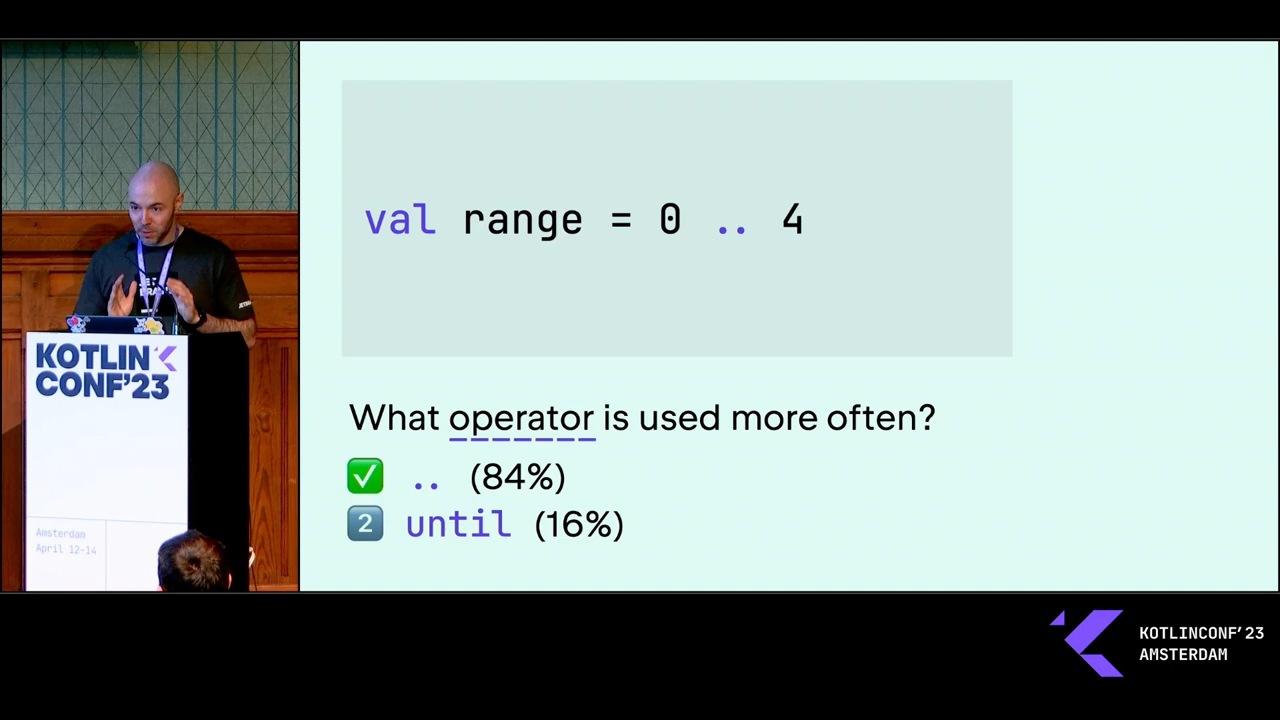 val range = 0 .. 4
What operator is used more often?
✅ .. (84%)
2 until (16%)
KOTLIN
CONF'23
Amsterdam
April 12-14
KOTLINCONF'23
AMSTERDAM